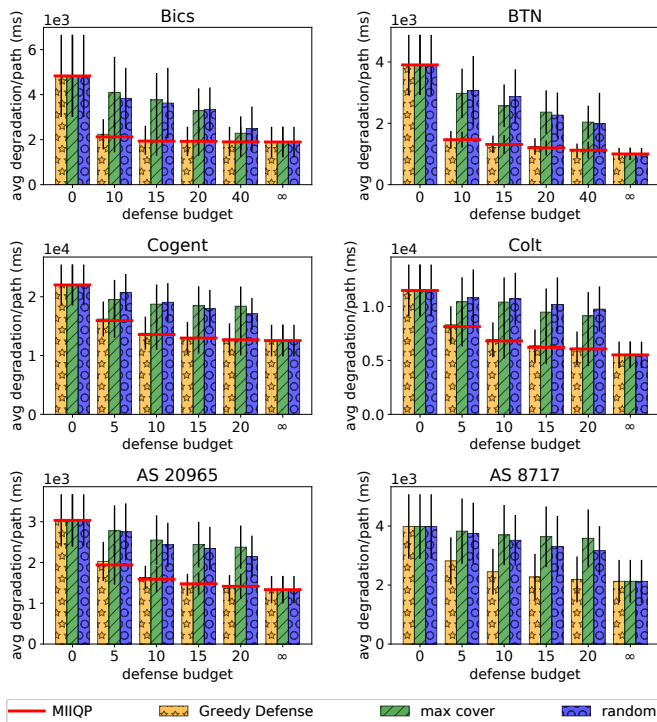 Bics
1e3
avg degradation/path (ms)
6
4
2
0
0 10 15 20 40 ∞
defense budget
BTN
1e3
avg degradation/path (ms)
4
2
0
0 10 15 20 40 ∞
defense budget
Cogent
1e4
avg degradation/path (ms)
2
1
0
0 5 10 15 20 ∞
defense budget
Colt
1e4
avg degradation/path (ms)
1.0
0.5
0.0
0 5 10 15 20 ∞
defense budget
AS 20965
1e3
avg degradation/path (ms)
3
2
1
0
0 5 10 15 20 ∞
defense budget
AS 8717
1e3
avg degradation/path (ms)
4
2
0
0 5 10 15 20 ∞
defense budget
MIIQP Greedy Defense max cover random